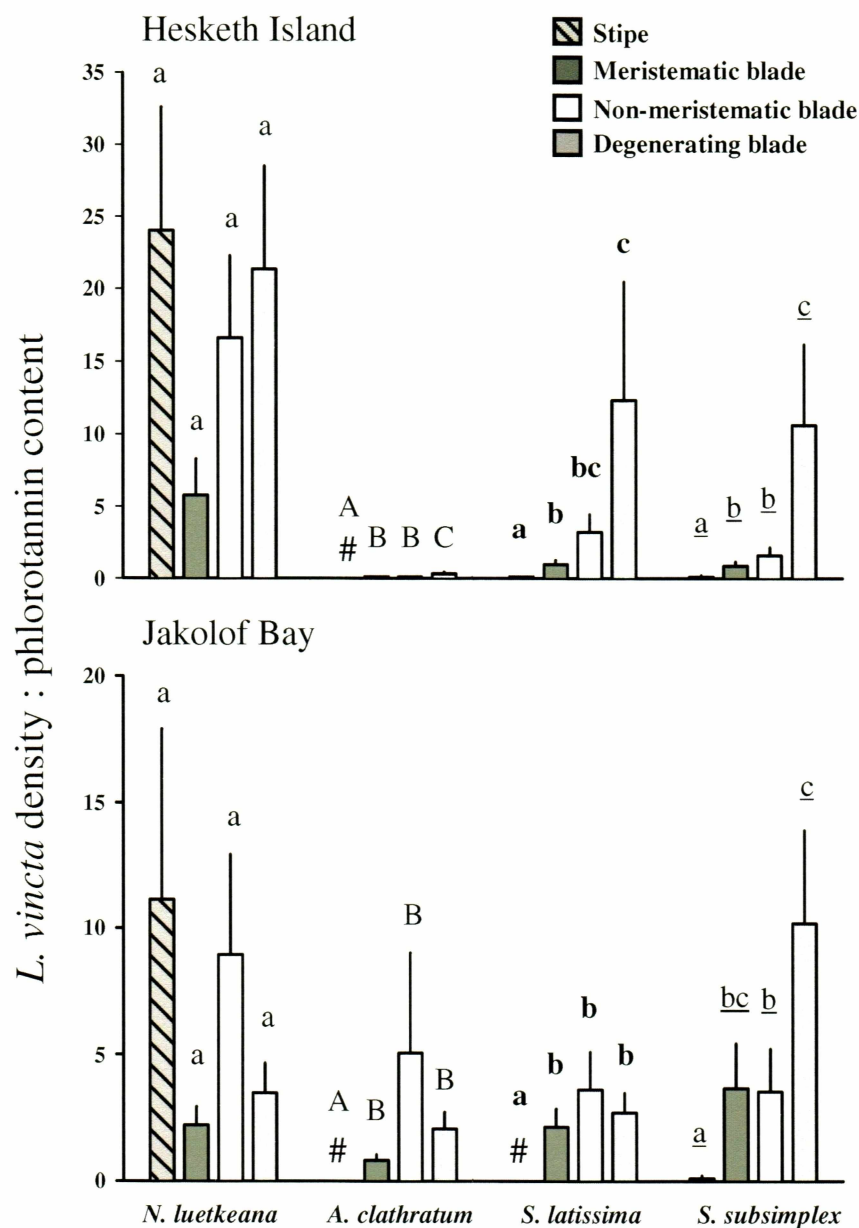 Hesketh Island
Stipe
Meristematic blade
Non-meristematic blade
Degenerating blade
L. vincta density : phlorotannin content
35
30
25
20
15
10
5
0
a
a
a
a
A
#
B
B
C
a
b
bc
c
a
b
b
c
Jakolof Bay
20
15
10
5
0
a
a
a
a
A
#
B
B
B
a
#
b
b
b
a
bc
b
c
N. luetkeana A. clathratum S. latissima S. subsimplex